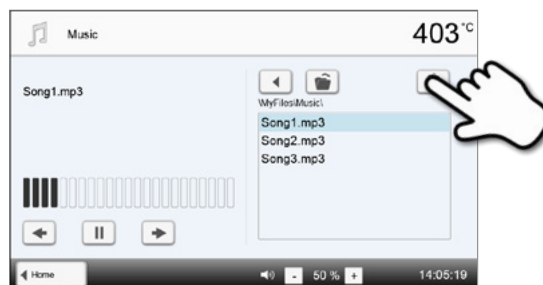 Music
403 °C
Song1.mp3
\MyFiles\Music\
Song1.mp3
Song2.mp3
Song3.mp3
Home
- 50 % +
14:05:19